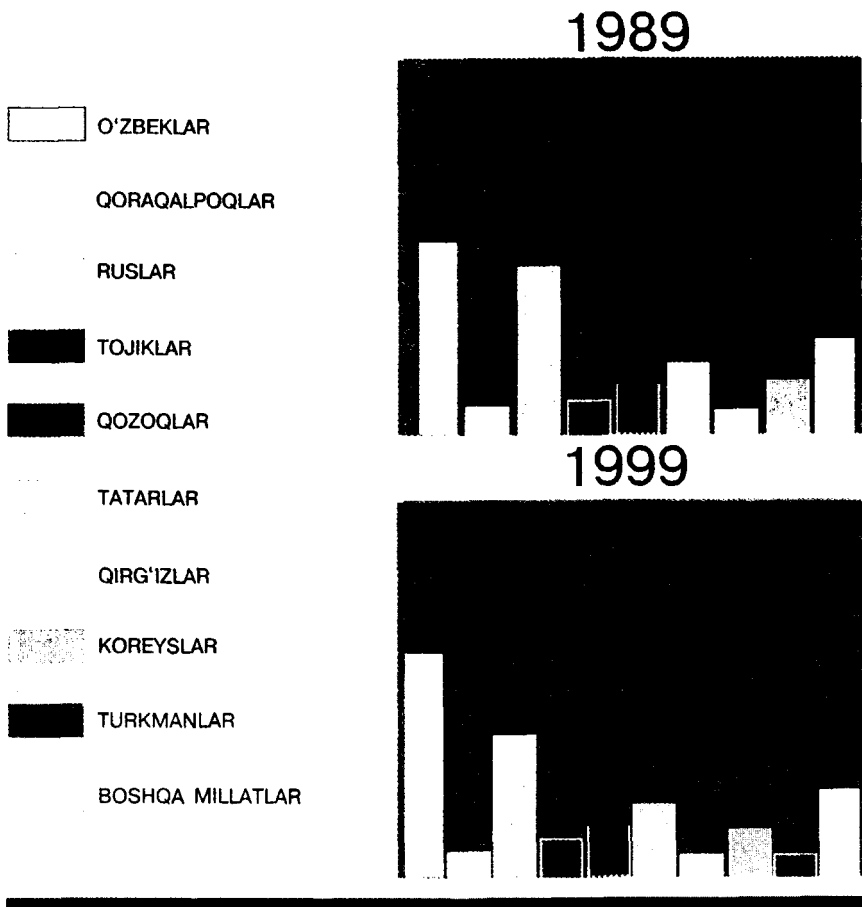 1989
O‘ZBEKLAR
QORAQALPOQLAR
RUSLAR
TOJIKLAR
QOZOQLAR
TATARLAR
QIRG‘IZLAR
KOREYSLAR
TURKMANLAR
BOSHQA MILLATLAR
1999